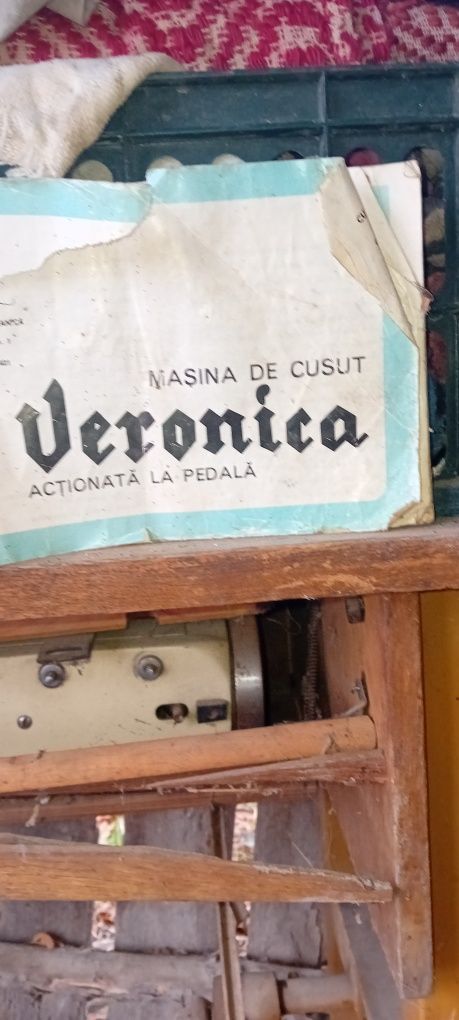 MAȘINA DE CUSUT
Veronica
ACȚIONATĂ LA PEDALĂ